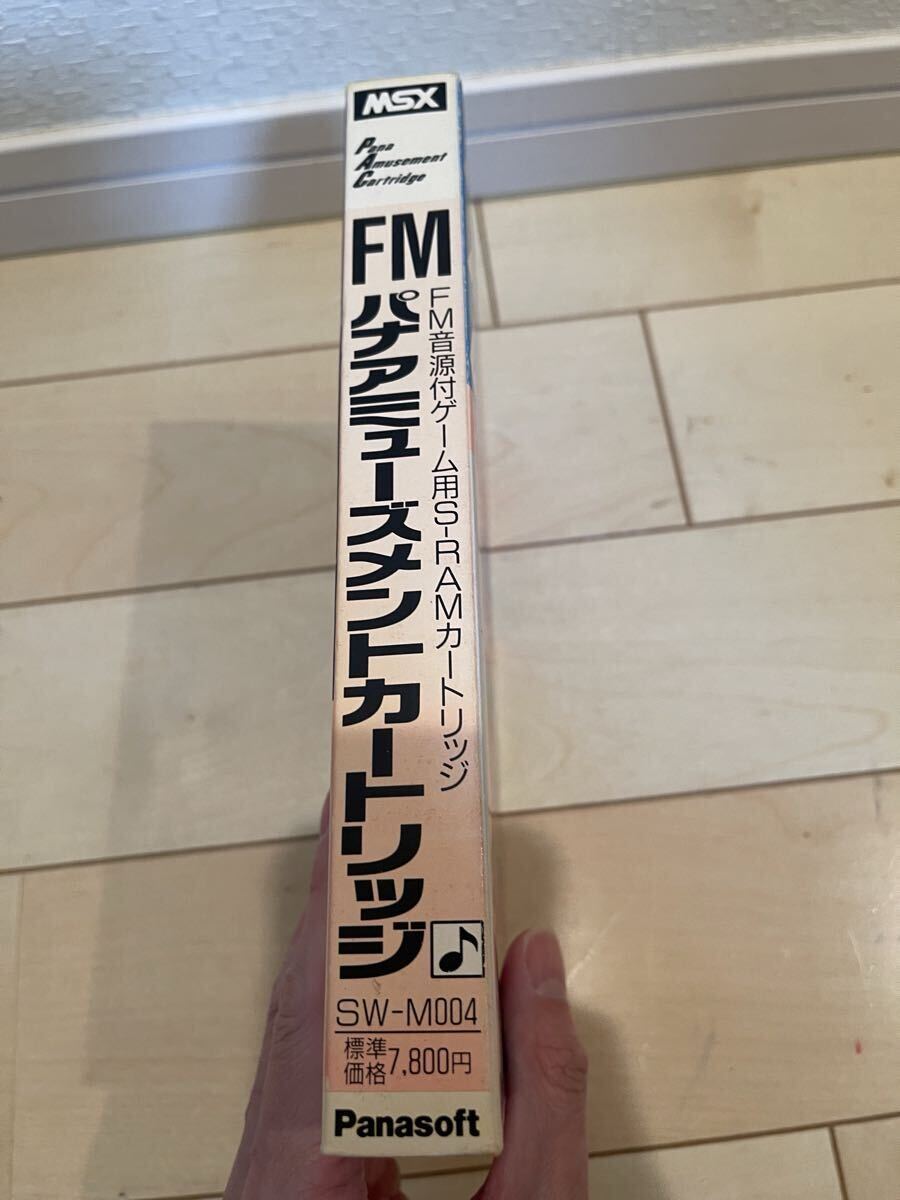 MSX
Pana
Amusement
Cartridge
FM
パナアミューズメントカートリッジ
FM音源付ゲーム用S-RAMカートリッジ
SW-M004
標準価格7,800円
Panasoft